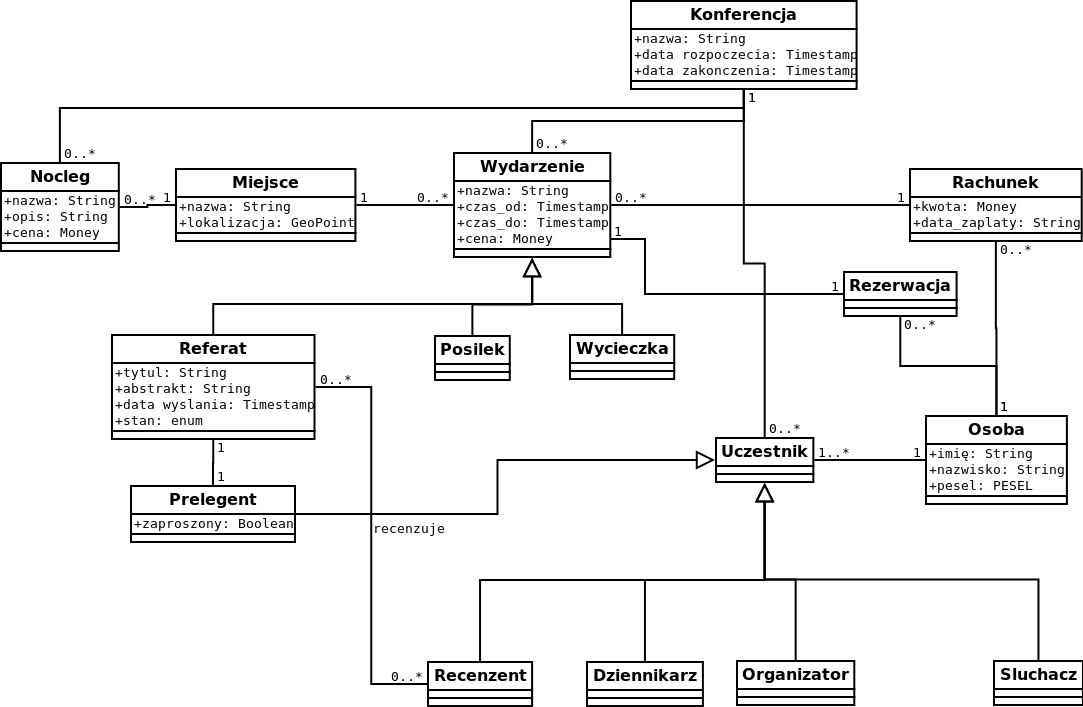 Konferencja
+nazwa: String
+data rozpoczecia: Timestamp
+data zakonczenia: Timestamp
1
0..*
0..*
Nocleg
+nazwa: String
+opis: String
+cena: Money
0..*
1
Miejsce
+nazwa: String
+lokalizacja: GeoPoint
1
0..*
Wydarzenie
+nazwa: String
+czas_od: Timestamp
+czas_do: Timestamp
+cena: Money
0..*
1
1
Rachunek
+kwota: Money
+data_zaplaty: String
0..*
1
Rezerwacja
0..*
Referat
+tytul: String
+abstrakt: String
+data wyslania: Timestamp
+stan: enum
0..*
1
Posilek
Wycieczka
1
Osoba
+imię: String
+nazwisko: String
+pesel: PESEL
0..*
Uczestnik
1..*
1
1
Prelegent
+zaproszony: Boolean
recenzuje
0..*
Recenzent
Dziennikarz
Organizator
Sluchacz